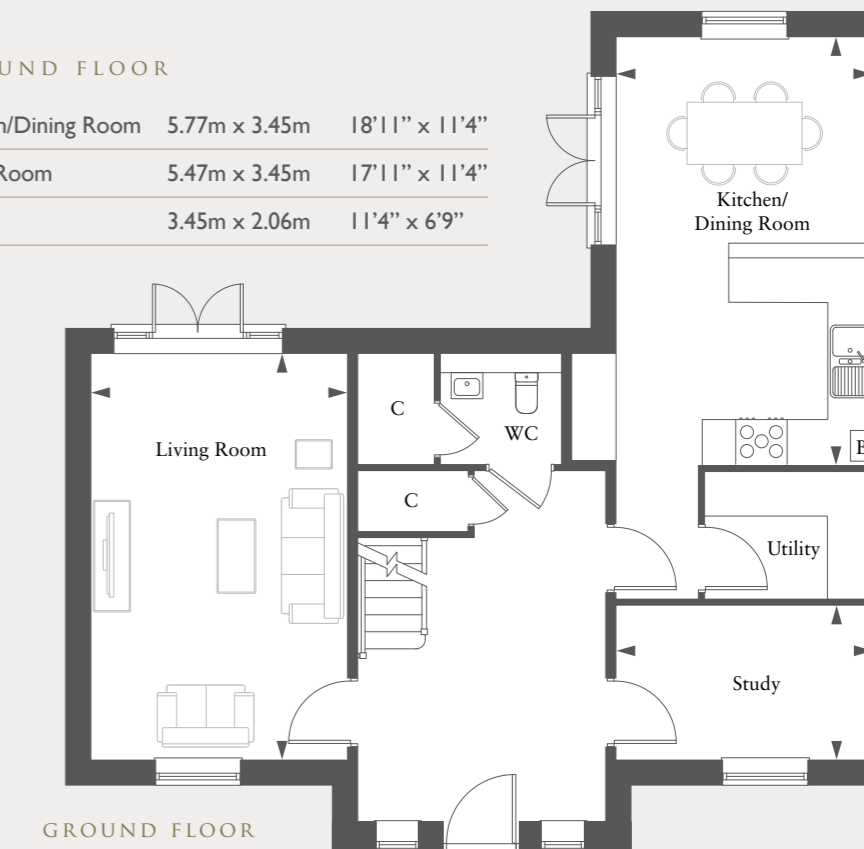 UND FLOOR
n/Dining Room 5.77m x 3.45m 18'11” x 11'4”
Room 5.47m x 3.45m 17'11” x 11'4”
3.45m x 2.06m 11'4” x 6'9”
Kitchen/
Dining Room
C
WC
Living Room
B
C
Utility
Study
GROUND FLOOR